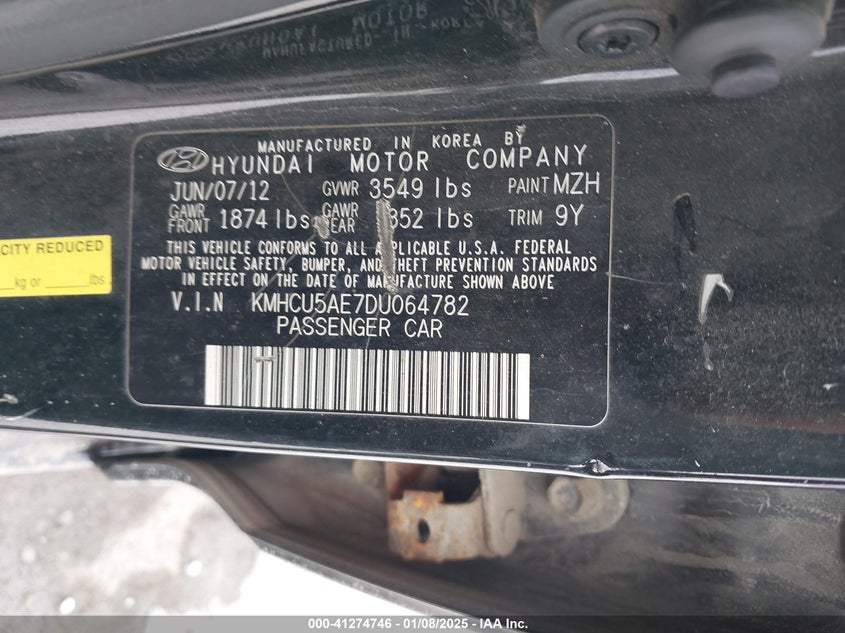 MANUFACTURED IN KOREA BY
HYUNDAI MOTOR COMPANY
JUN/07/12 GVWR 3549 lbs PAINT MZH
GAWR FRONT 1874 lbs GAWR 352 lbs TRIM 9Y
THIS VEHICLE CONFORMS TO ALL APPLICABLE U.S.A. FEDERAL
MOTOR VEHICLE SAFETY, BUMPER, AND THEFT PREVENTION STANDARDS
IN EFFECT ON THE DATE OF MANUFACTURE SHOWN ABOVE
V.I.N KMHCU5AE7DU064782
PASSENGER CAR
CITY REDUCED
kg or lbs
000-41274746 - 01/08/2025 - IAA Inc.